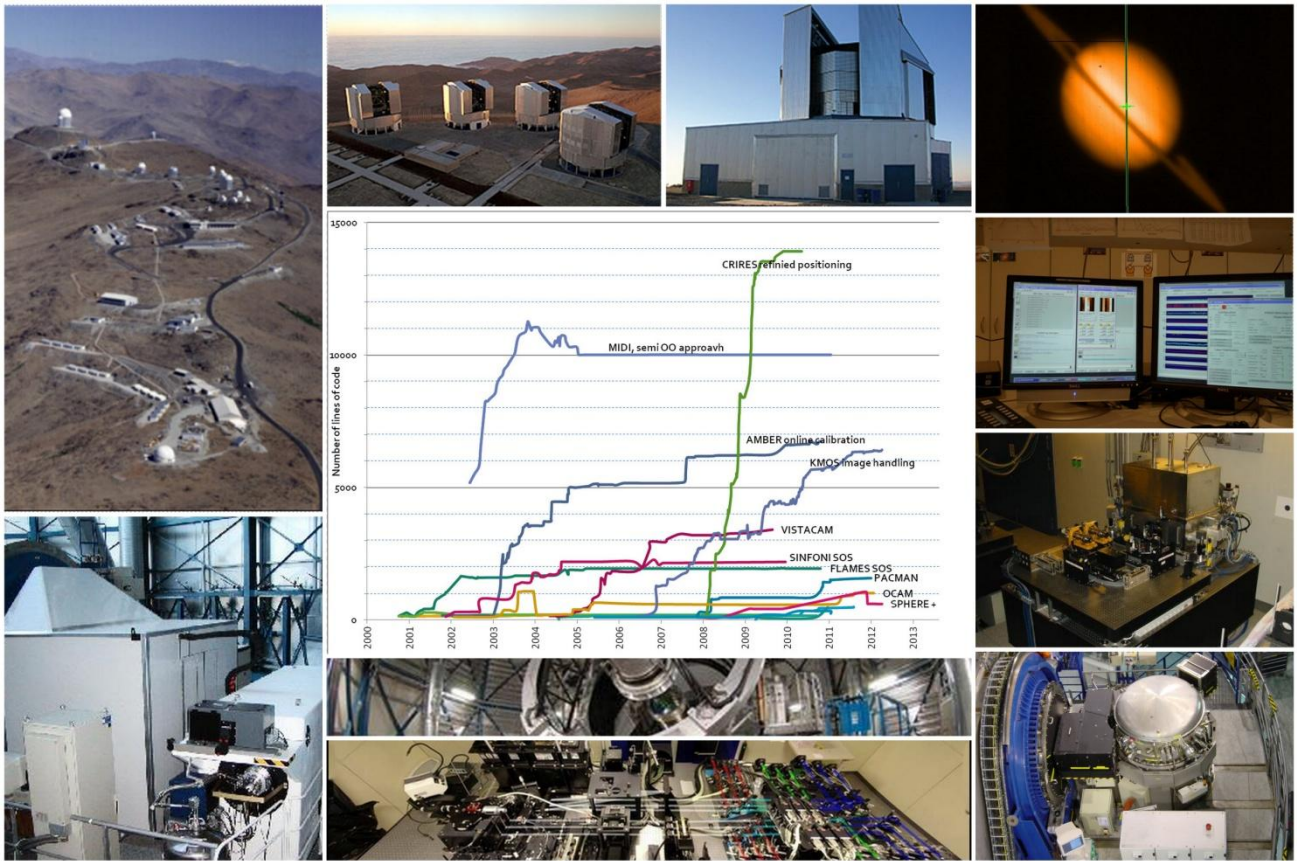 15000
CRIRES refinied positioning
MIDI, semi OO approavh
10000
Number of lines of code
AMBER online calibration
KMOS image handling
5000
VISTACAM
SINFONI SOS
FLAMES SOS
PACMAN
OCAM
SPHERE +
0
2000 2001 2002 2003 2004 2005 2006 2007 2008 2009 2010 2011 2012 2013